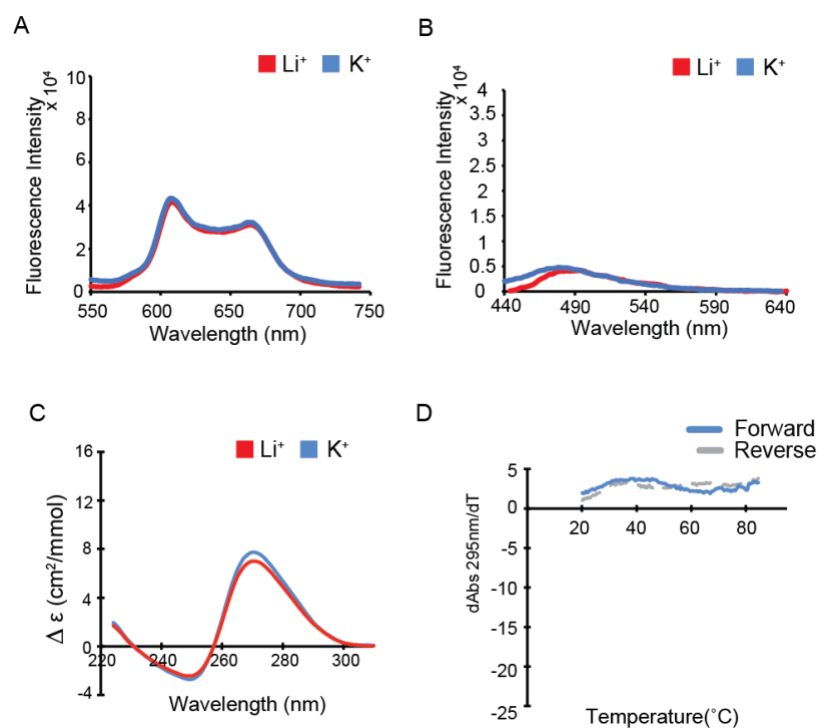 A
Li⁺ K⁺
Fluorescence Intensity
x 10⁴
10
8
6
4
2
0
550 600 650 700 750
Wavelength (nm)
B
Li⁺ K⁺
Fluorescence Intensity
x 10⁴
4
3.5
3
2.5
2
1.5
1
0.5
0
440 490 540 590 640
Wavelength (nm)
C
Li⁺ K⁺
Δ ε (cm²/mmol)
16
12
8
4
0
-4
220 240 260 280 300
Wavelength (nm)
D
Forward
Reverse
dAbs 295nm/dT
5
0
-5
-10
-15
-20
-25
20 40 60 80
Temperature(˚C)